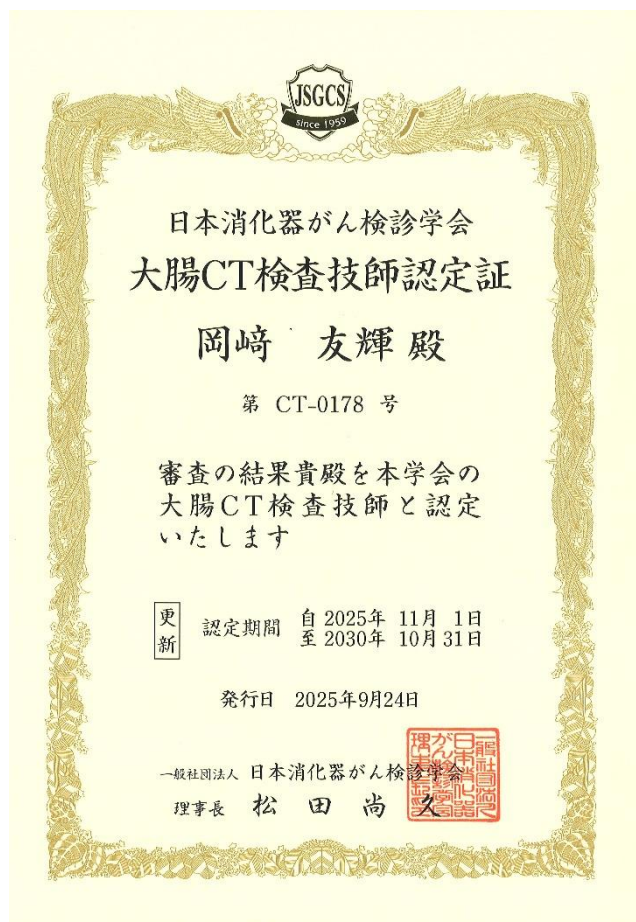 JSGCS
since 1959
日本消化器がん検診学会
大腸CT検査技師認定証
岡﨑 友輝 殿
第 CT-0178 号
審査の結果貴殿を本学会の
大腸CT検査技師と認定
いたします
更新
認定期間
自 2025年 11月 1日
至 2030年 10月31日
発行日 2025年9月24日
一般社団法人 日本消化器がん検診学会
理事長 松田尚久